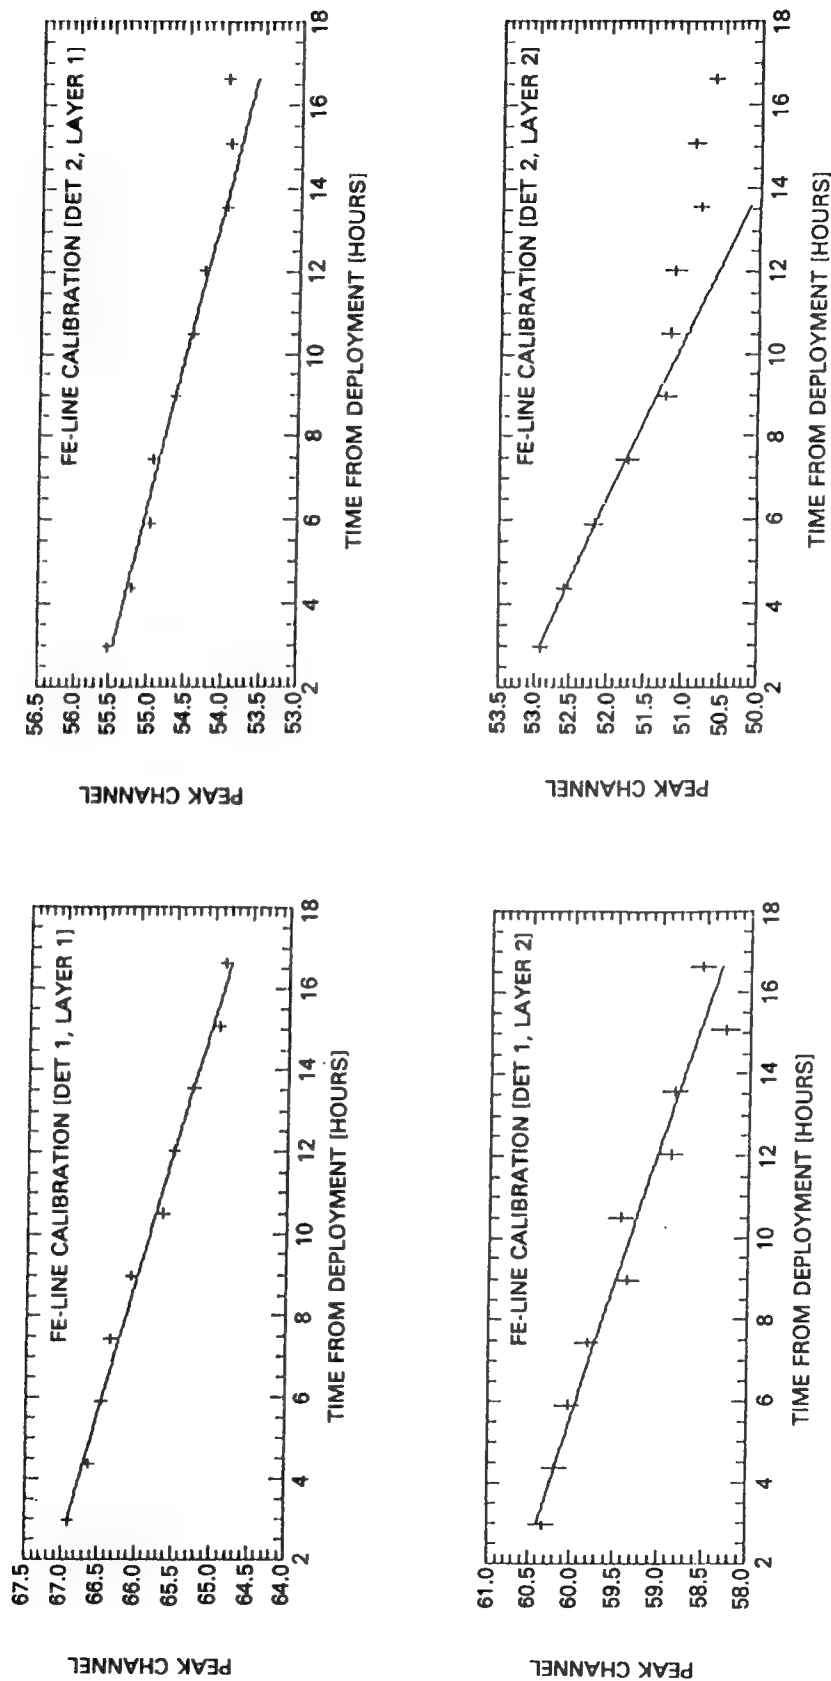 FE-LINE CALIBRATION [DET 1, LAYER 1]
67.5
67.0
66.5
66.0
65.5
65.0
64.5
64.0
PEAK CHANNEL
2 4 6 8 10 12 14 16 18
TIME FROM DEPLOYMENT [HOURS]
FE-LINE CALIBRATION [DET 2, LAYER 1]
56.5
56.0
55.5
55.0
54.5
54.0
53.5
53.0
PEAK CHANNEL
2 4 6 8 10 12 14 16 18
TIME FROM DEPLOYMENT [HOURS]
FE-LINE CALIBRATION [DET 1, LAYER 2]
61.0
60.5
60.0
59.5
59.0
58.5
58.0
PEAK CHANNEL
2 4 6 8 10 12 14 16 18
TIME FROM DEPLOYMENT [HOURS]
FE-LINE CALIBRATION [DET 2, LAYER 2]
53.5
53.0
52.5
52.0
51.5
51.0
50.5
50.0
PEAK CHANNEL
2 4 6 8 10 12 14 16 18
TIME FROM DEPLOYMENT [HOURS]